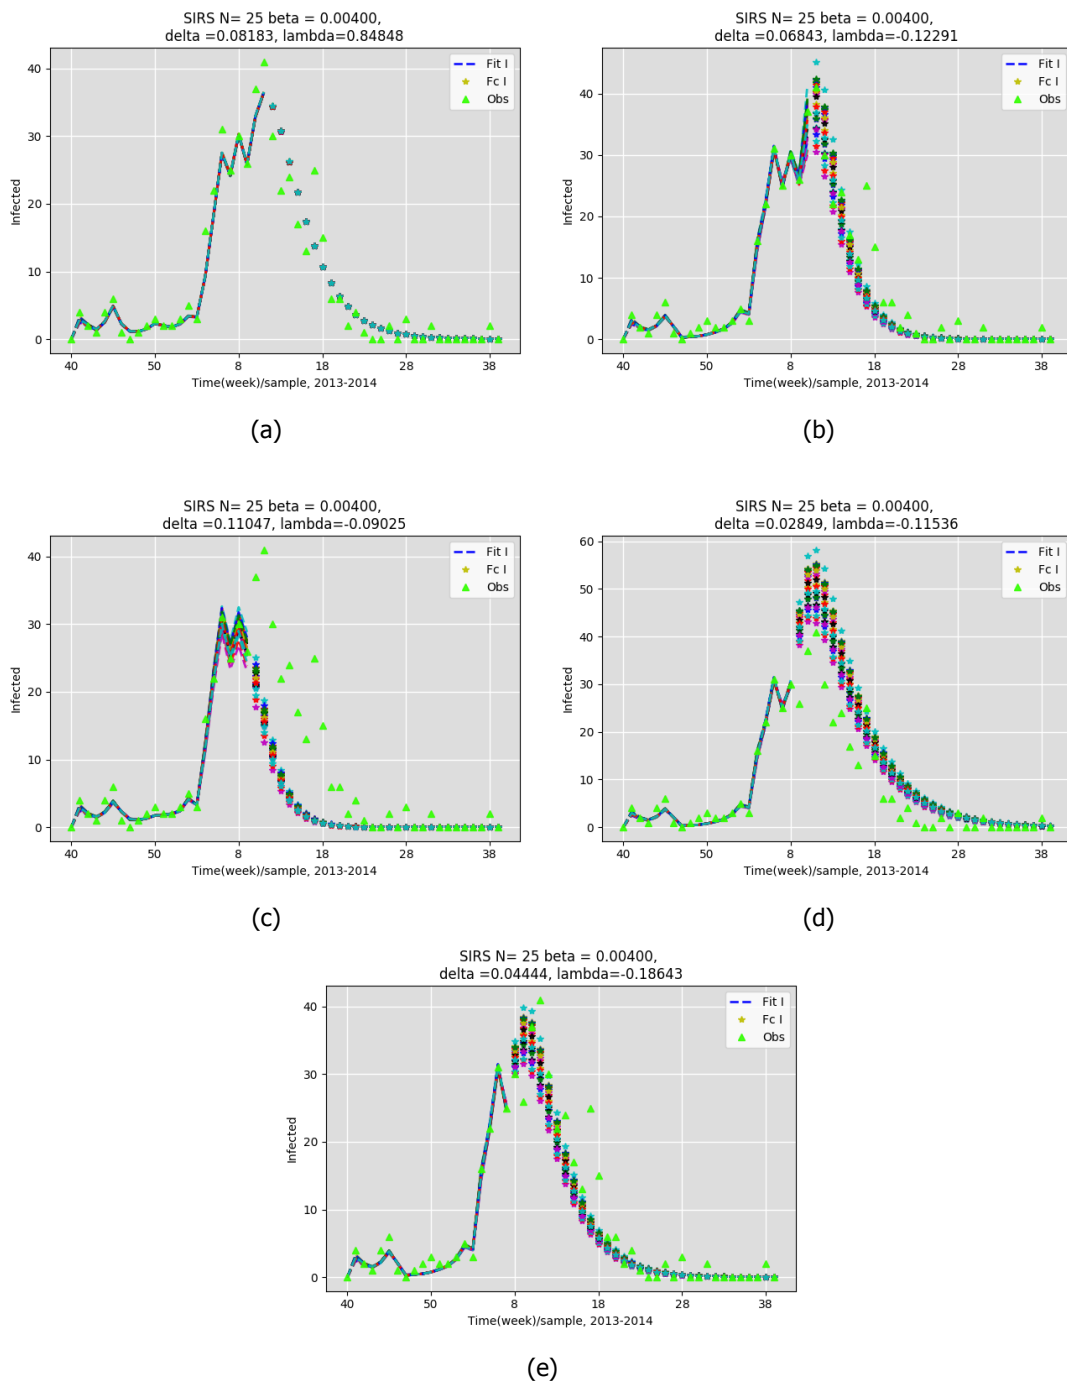 SIRS N= 25 beta = 0.00400,
delta =0.08183, lambda=0.84848
Infected
40
30
20
10
0
Fit I
Fc I
Obs
40 50 8 18 28 38
Time(week)/sample, 2013-2014
(a)
SIRS N= 25 beta = 0.00400,
delta =0.06843, lambda=-0.12291
Infected
40
30
20
10
0
Fit I
Fc I
Obs
40 50 8 18 28 38
Time(week)/sample, 2013-2014
(b)
SIRS N= 25 beta = 0.00400,
delta =0.11047, lambda=-0.09025
Infected
40
30
20
10
0
Fit I
Fc I
Obs
40 50 8 18 28 38
Time(week)/sample, 2013-2014
(c)
SIRS N= 25 beta = 0.00400,
delta =0.02849, lambda=-0.11536
Infected
60
50
40
30
20
10
0
Fit I
Fc I
Obs
40 50 8 18 28 38
Time(week)/sample, 2013-2014
(d)
SIRS N= 25 beta = 0.00400,
delta =0.04444, lambda=-0.18643
Infected
40
30
20
10
0
Fit I
Fc I
Obs
40 50 8 18 28 38
Time(week)/sample, 2013-2014
(e)